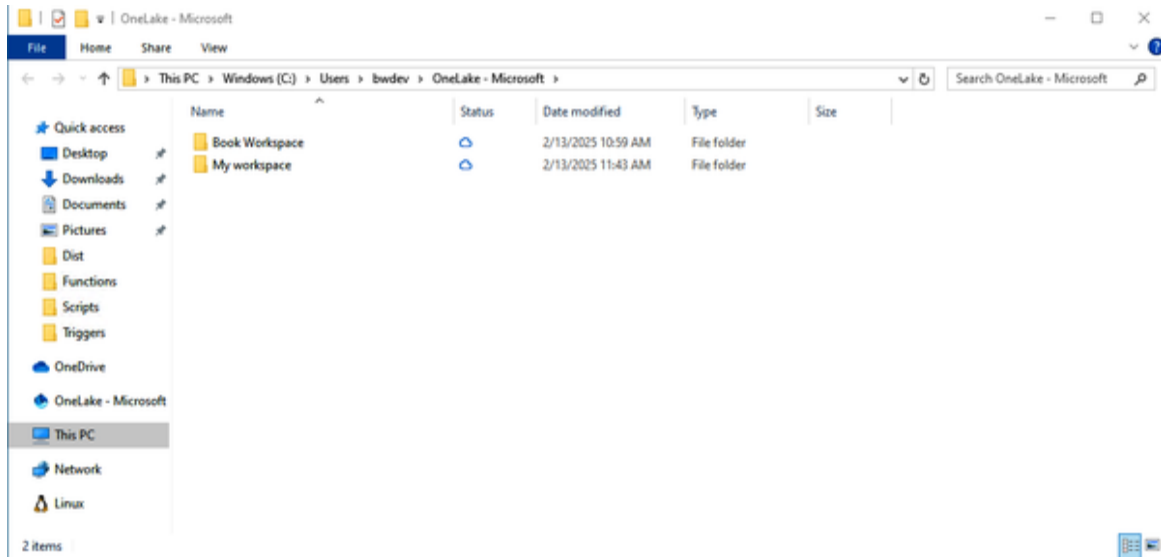 OneLake - Microsoft
File Home Share View
This PC > Windows (C:) > Users > bwdev > OneLake - Microsoft >
Search OneLake - Microsoft
Name Status Date modified Type Size
Book Workspace 2/13/2025 10:59 AM File folder
My workspace 2/13/2025 11:43 AM File folder
Quick access
Desktop
Downloads
Documents
Pictures
Dist
Functions
Scripts
Triggers
OneDrive
OneLake - Microsoft
This PC
Network
Linux
2 items